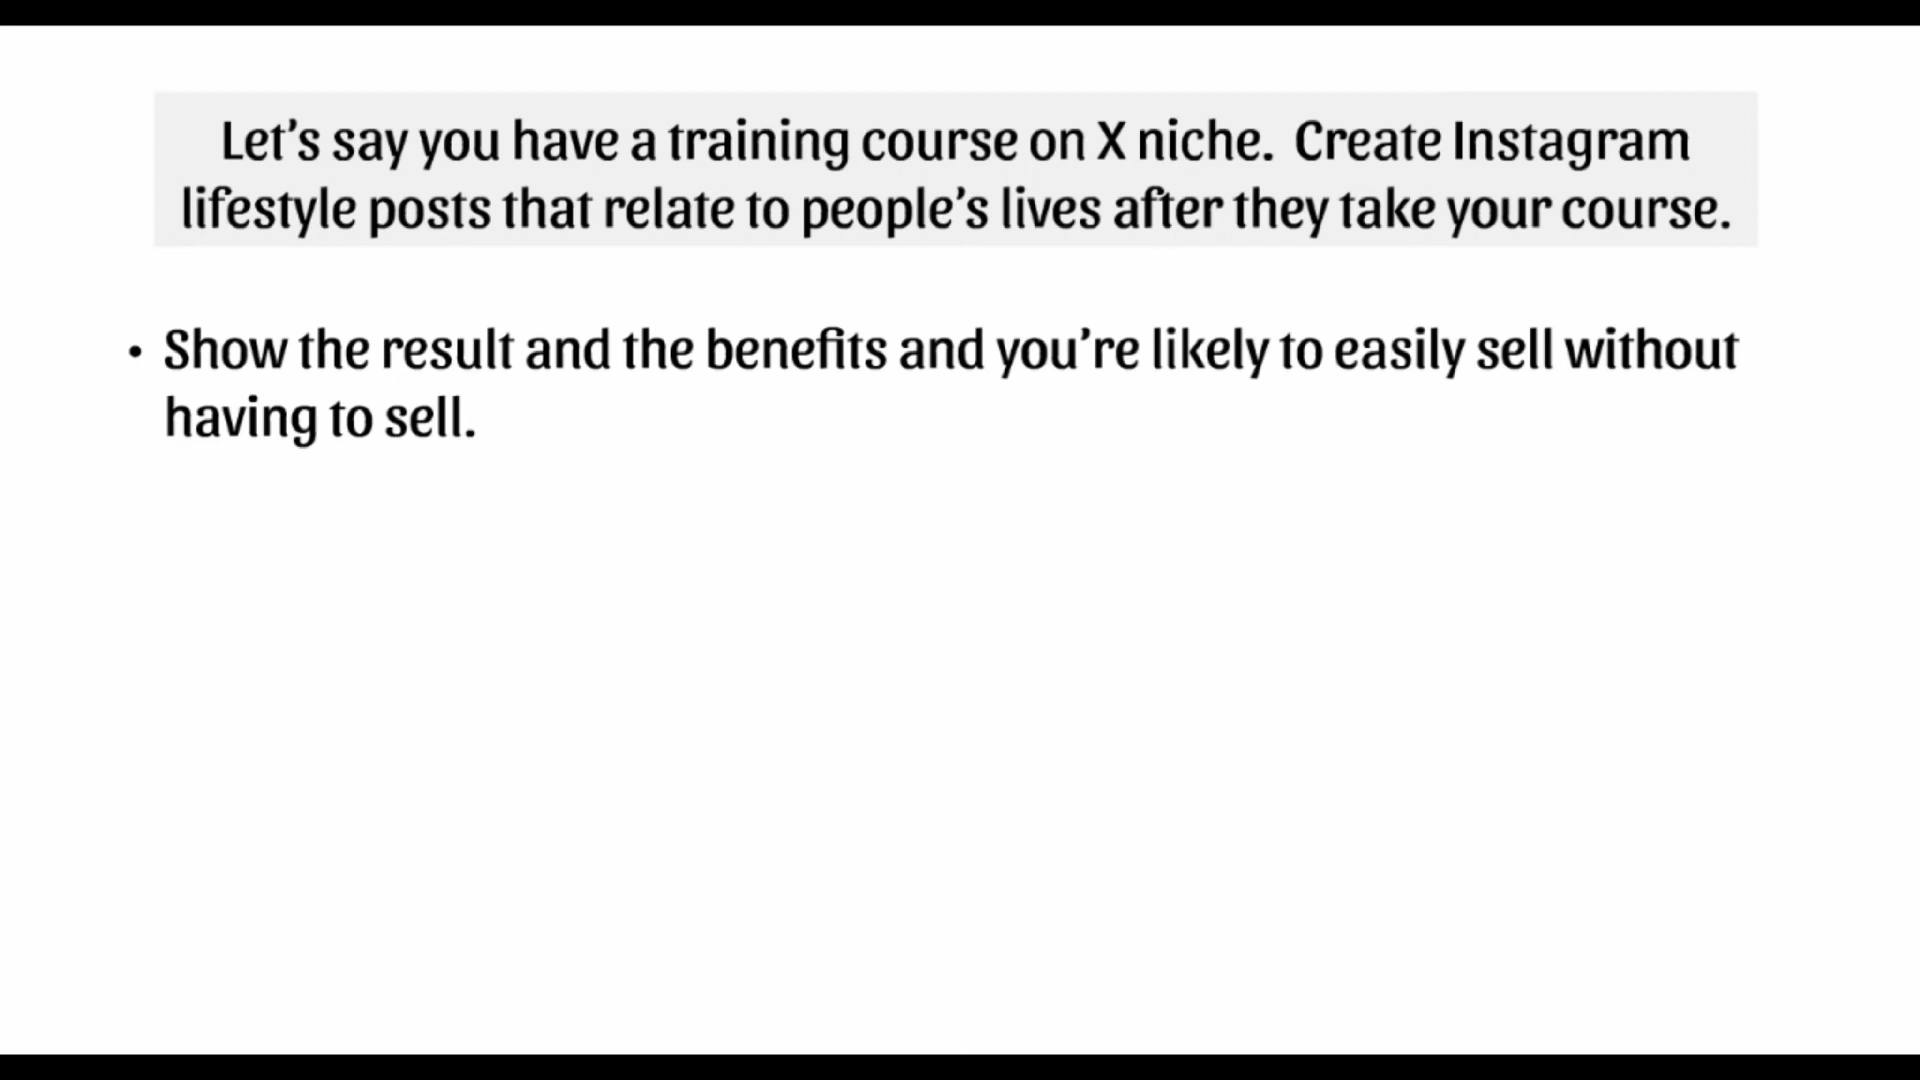 Let’s say you have a training course on X niche.  Create Instagram
lifestyle posts that relate to people’s lives after they take your course.
• Show the result and the benefits and you’re likely to easily sell without
having to sell.